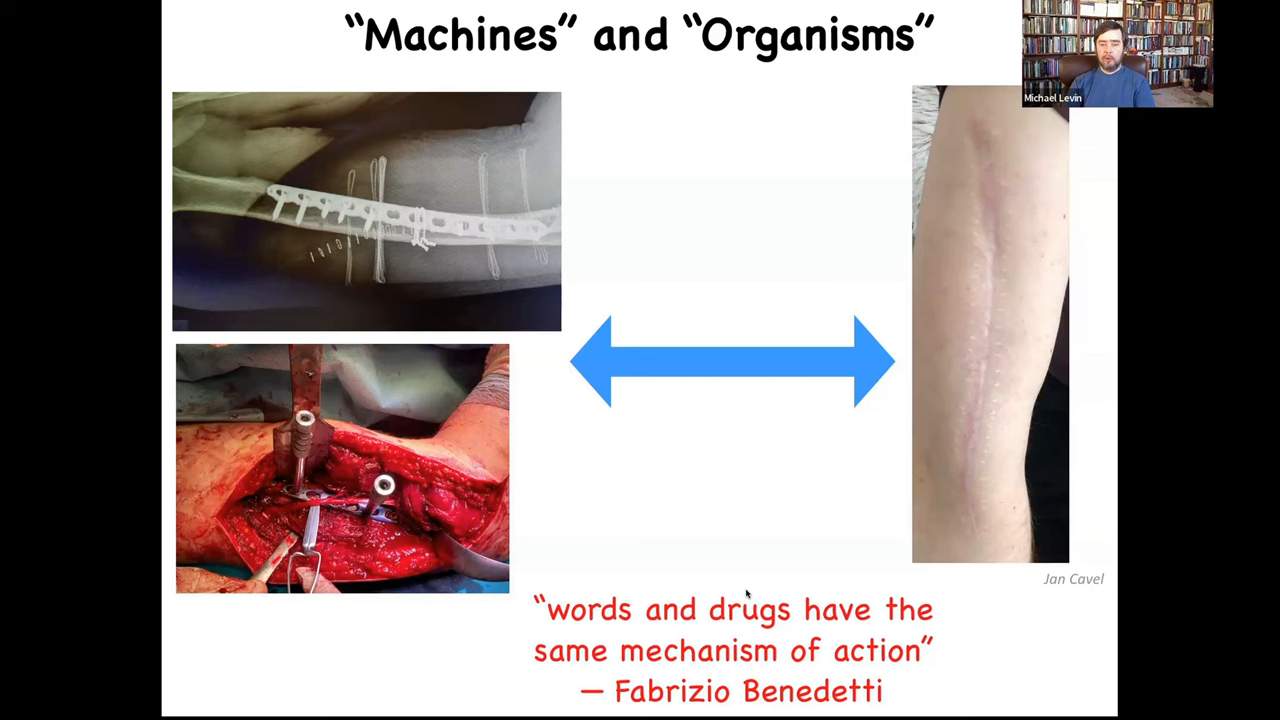 “Machines” and “Organisms”
Michael Levin
Jan Cavel
“words and drugs have the
same mechanism of action”
– Fabrizio Benedetti